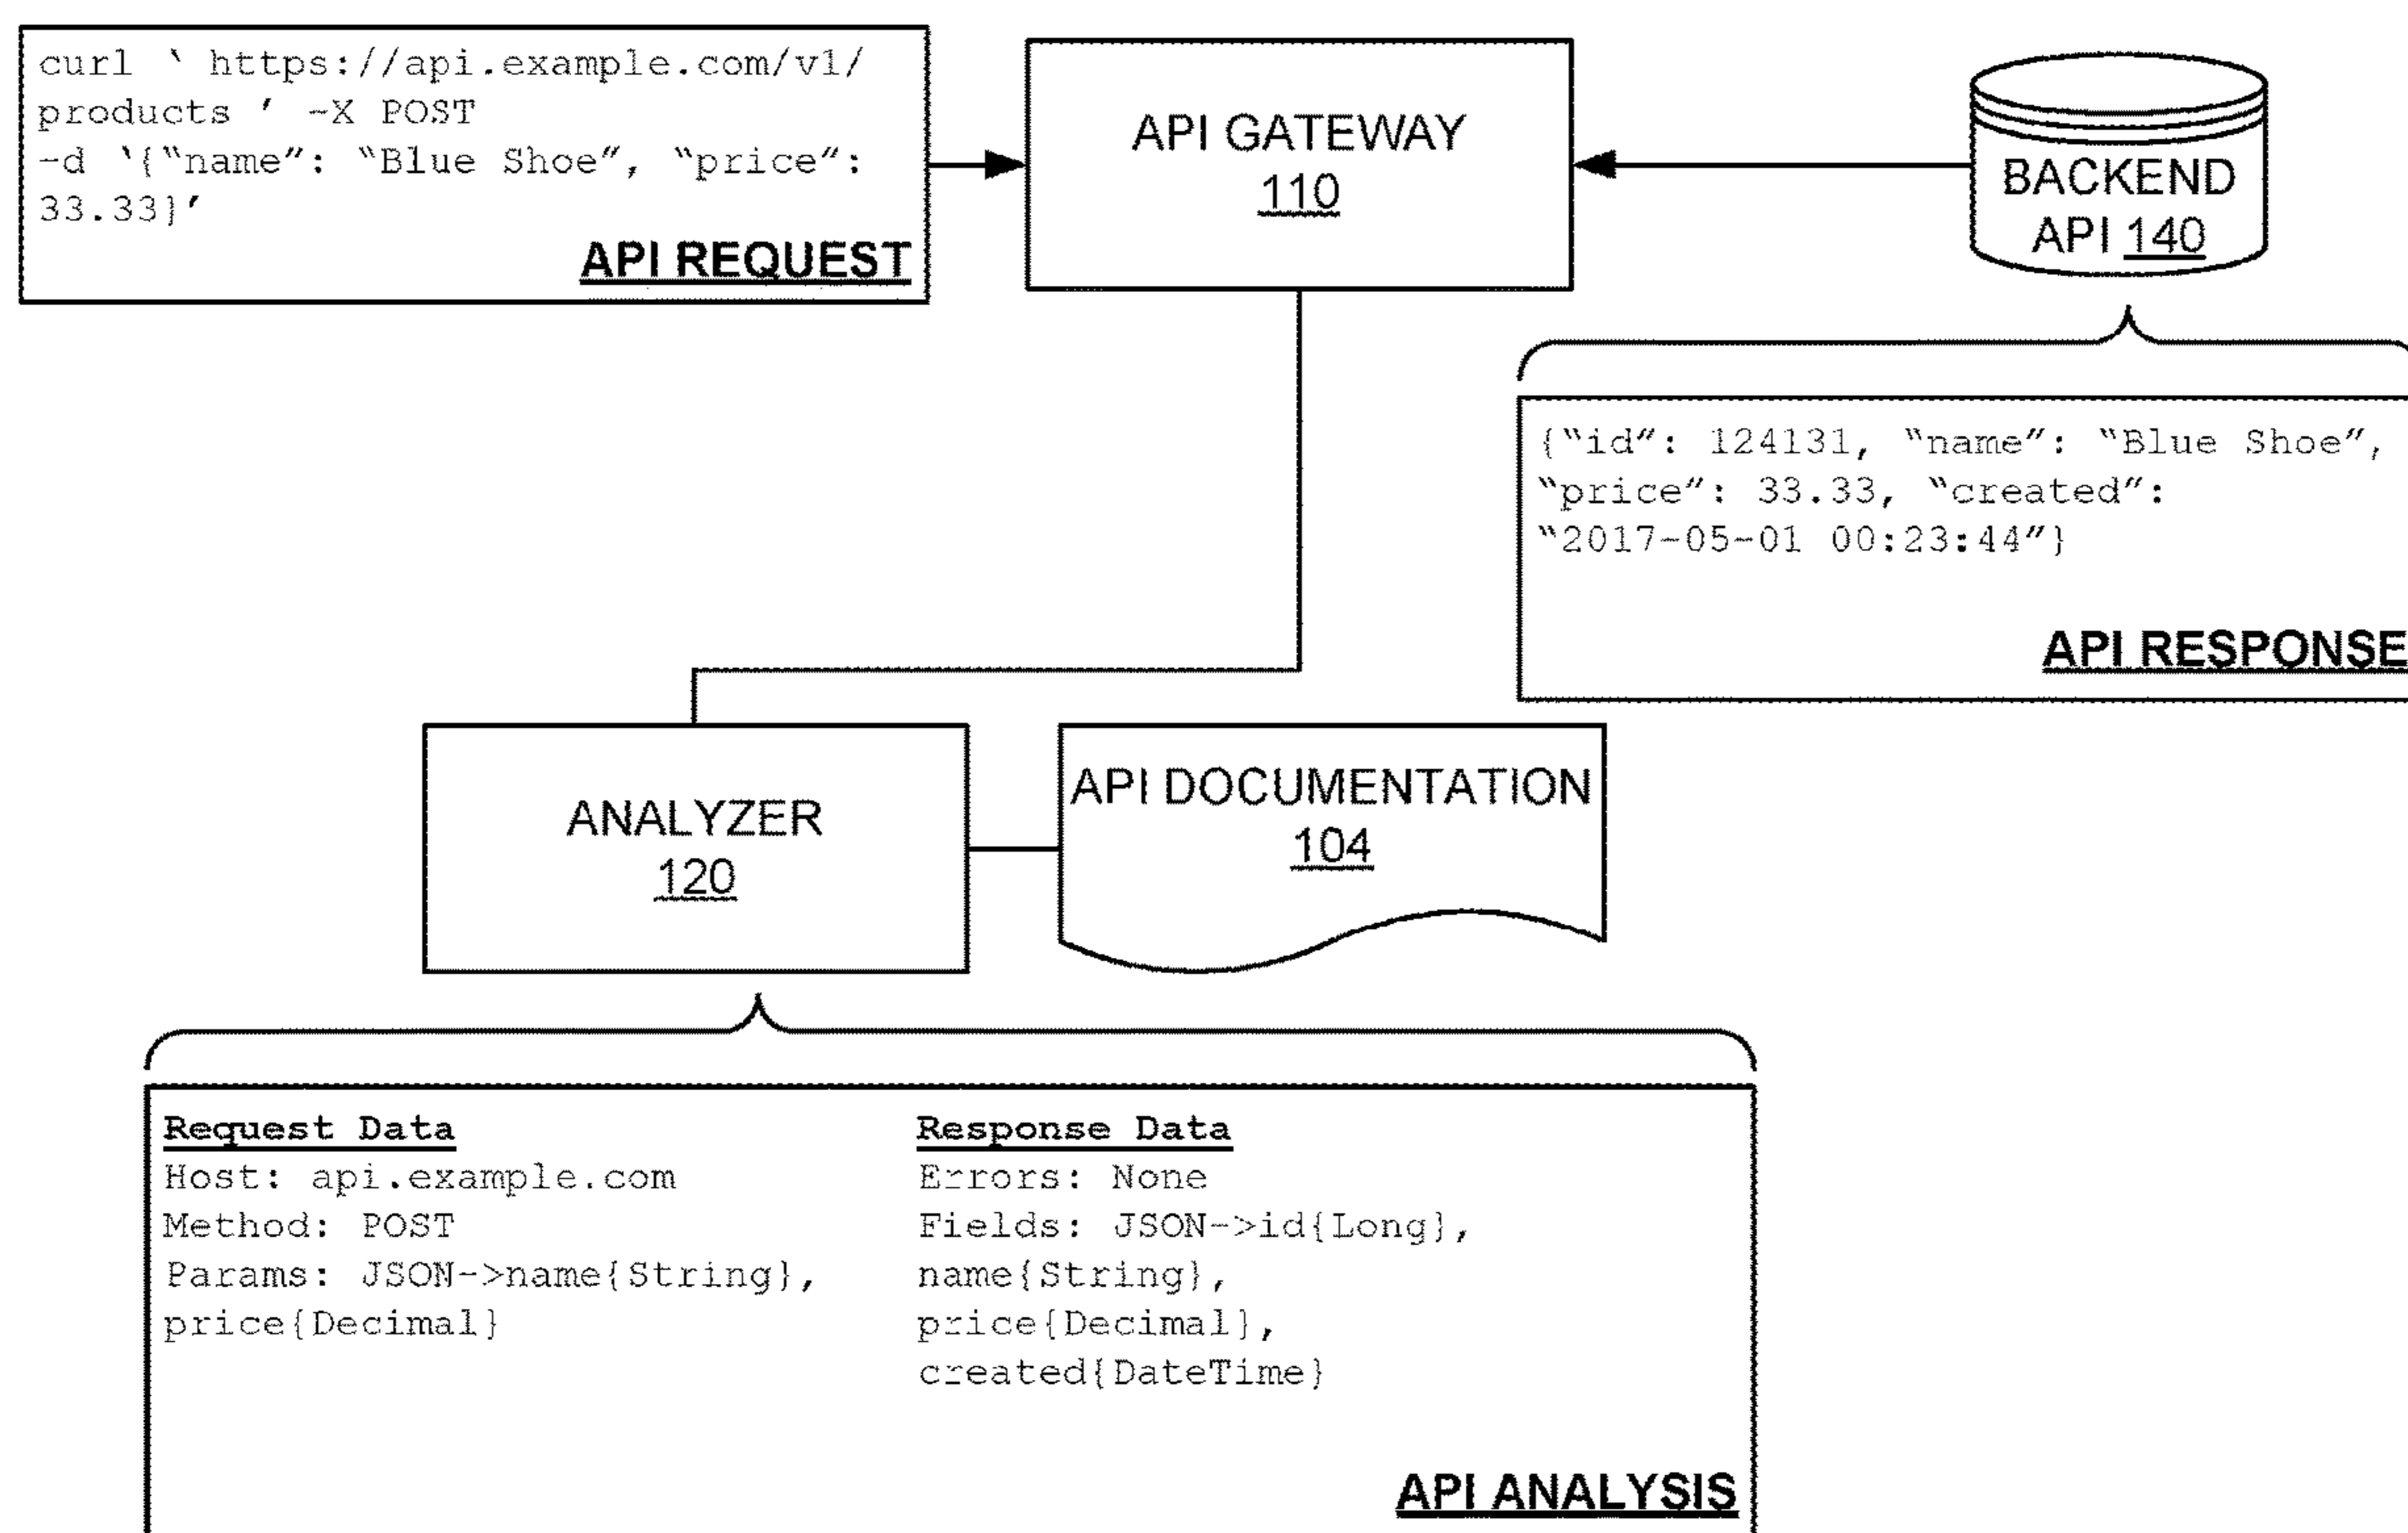 curl ‵ https://api.example.com/v1/
products ′ -X POST
-d ‵{“name”: “Blue Shoe”, “price”:
33.33}′
API REQUEST
API GATEWAY
110
BACKEND
API 140
{“id”: 124131, “name”: “Blue Shoe”,
“price”: 33.33, “created”:
“2017-05-01 00:23:44”}
API RESPONSE
ANALYZER
120
API DOCUMENTATION
104
Request Data
Host: api.example.com
Method: POST
Params: JSON->name{String},
price{Decimal}
Response Data
Errors: None
Fields: JSON->id{Long},
name{String},
price{Decimal},
created{DateTime}
API ANALYSIS